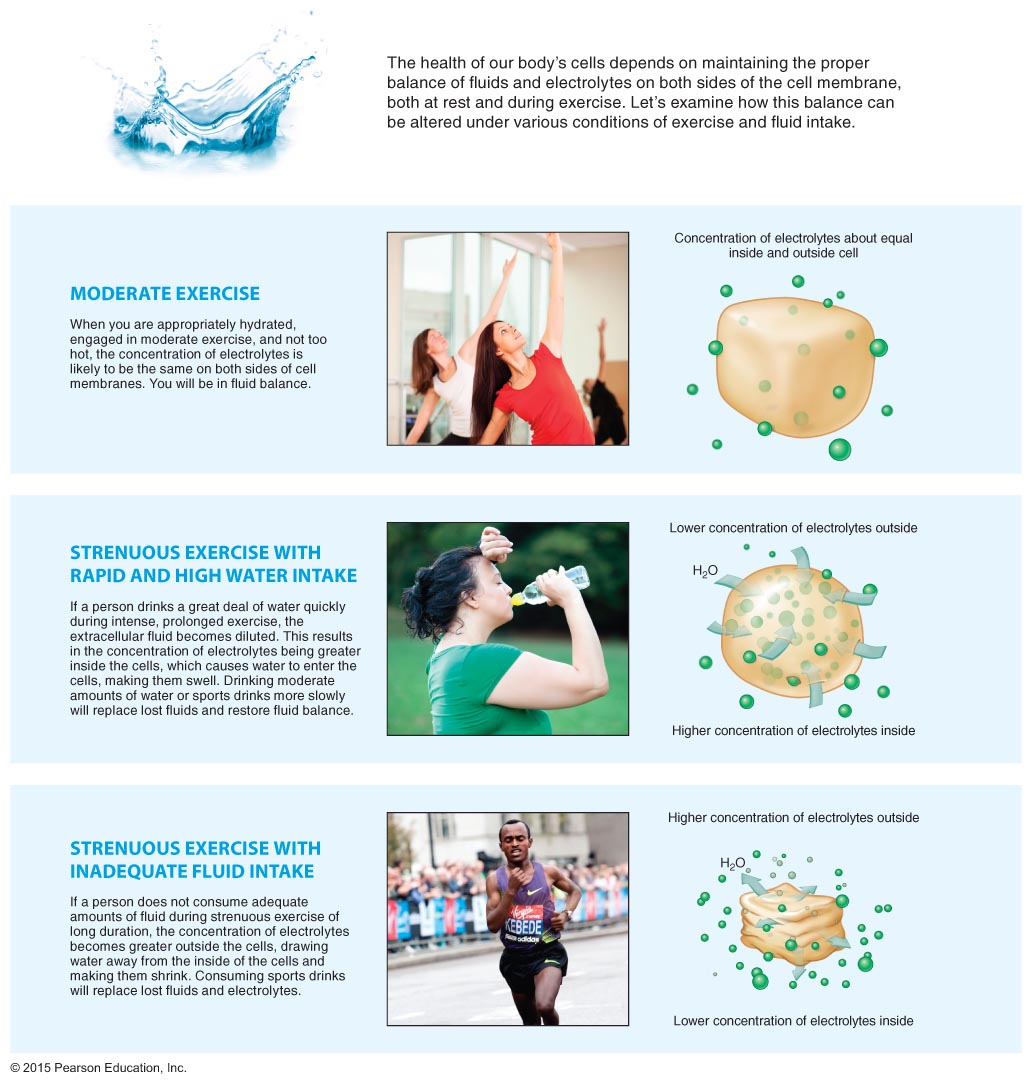 The health of our body's cells depends on maintaining the proper
balance of fluids and electrolytes on both sides of the cell membrane,
both at rest and during exercise. Let's examine how this balance can
be altered under various conditions of exercise and fluid intake.
MODERATE EXERCISE
When you are appropriately hydrated,
engaged in moderate exercise, and not too
hot, the concentration of electrolytes is
likely to be the same on both sides of cell
membranes. You will be in fluid balance.
Concentration of electrolytes about equal
inside and outside cell
STRENUOUS EXERCISE WITH
RAPID AND HIGH WATER INTAKE
If a person drinks a great deal of water quickly
during intense, prolonged exercise, the
extracellular fluid becomes diluted. This results
in the concentration of electrolytes being greater
inside the cells, which causes water to enter the
cells, making them swell. Drinking moderate
amounts of water or sports drinks more slowly
will replace lost fluids and restore fluid balance.
Lower concentration of electrolytes outside
H₂O
Higher concentration of electrolytes inside
STRENUOUS EXERCISE WITH
INADEQUATE FLUID INTAKE
If a person does not consume adequate
amounts of fluid during strenuous exercise of
long duration, the concentration of electrolytes
becomes greater outside the cells, drawing
water away from the inside of the cells and
making them shrink. Consuming sports drinks
will replace lost fluids and electrolytes.
Virgin
KEBEDE
adidas
Higher concentration of electrolytes outside
H₂O
Lower concentration of electrolytes inside
© 2015 Pearson Education, Inc.